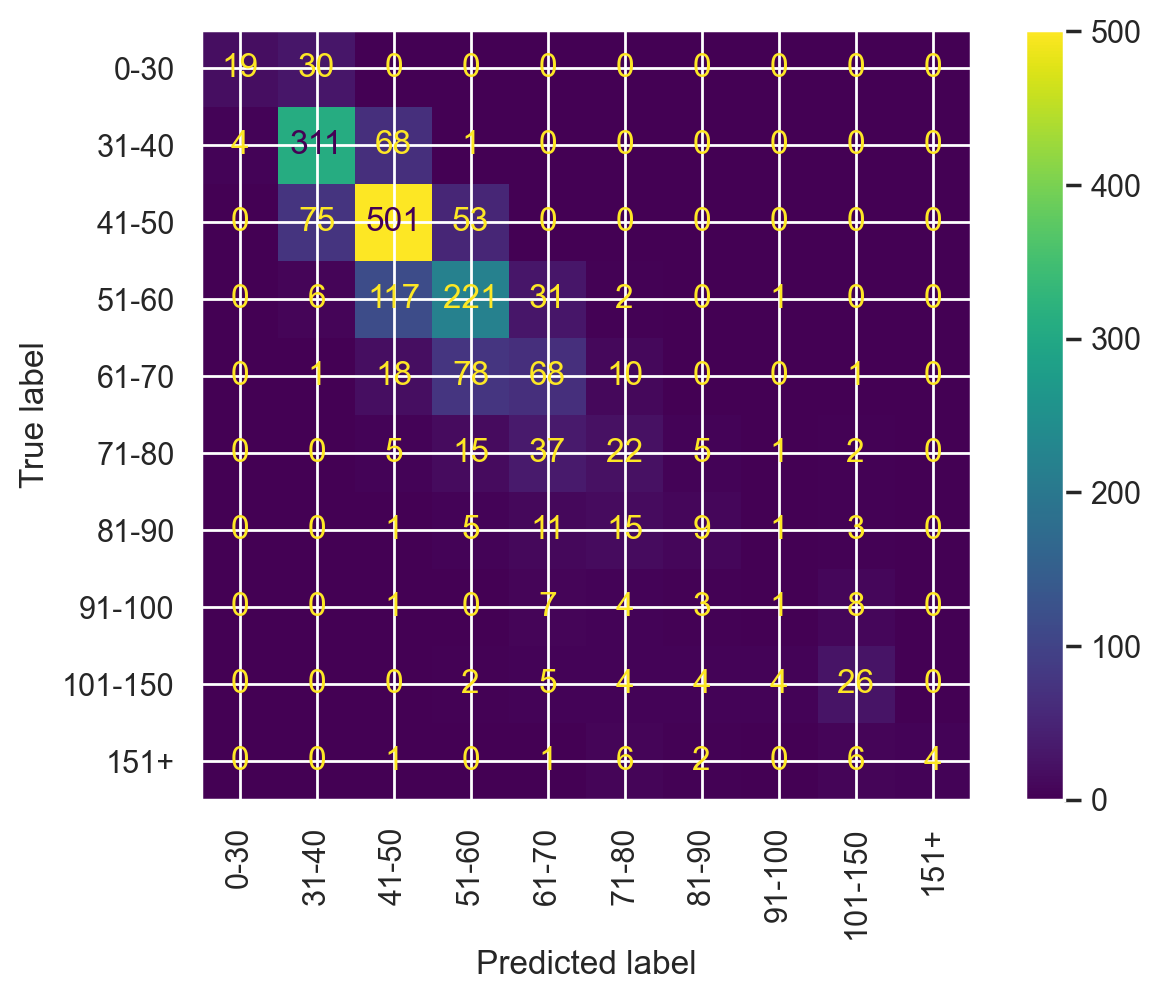 0-30 19 30 0 0 0 0 0 0 0 0
31-40 4 311 68 1 0 0 0 0 0 0
41-50 0 75 501 53 0 0 0 0 0 0
51-60 0 6 117 221 31 2 0 1 0 0
61-70 0 1 18 78 68 10 0 0 1 0
71-80 0 0 5 15 37 22 5 1 2 0
81-90 0 0 1 5 11 15 9 1 3 0
91-100 0 0 1 0 7 4 3 1 8 0
101-150 0 0 0 2 5 4 4 4 26 0
151+ 0 0 1 0 1 6 2 0 6 4
True label
0-30 31-40 41-50 51-60 61-70 71-80 81-90 91-100 101-150 151+
Predicted label
500
400
300
200
100
0